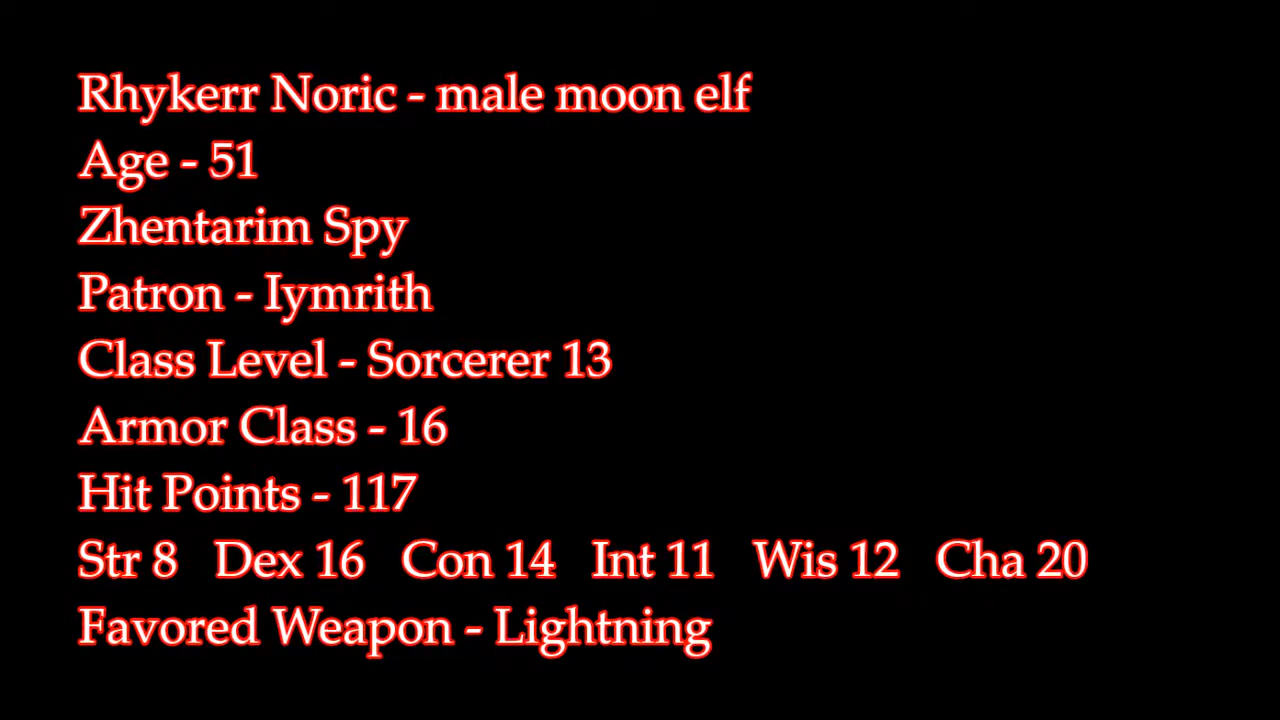 Rhykerr Noric - male moon elf
Age - 51
Zhentarim Spy
Patron - Iymrith
Class Level - Sorcerer 13
Armor Class - 16
Hit Points - 117
Str 8   Dex 16   Con 14   Int 11   Wis 12   Cha 20
Favored Weapon - Lightning